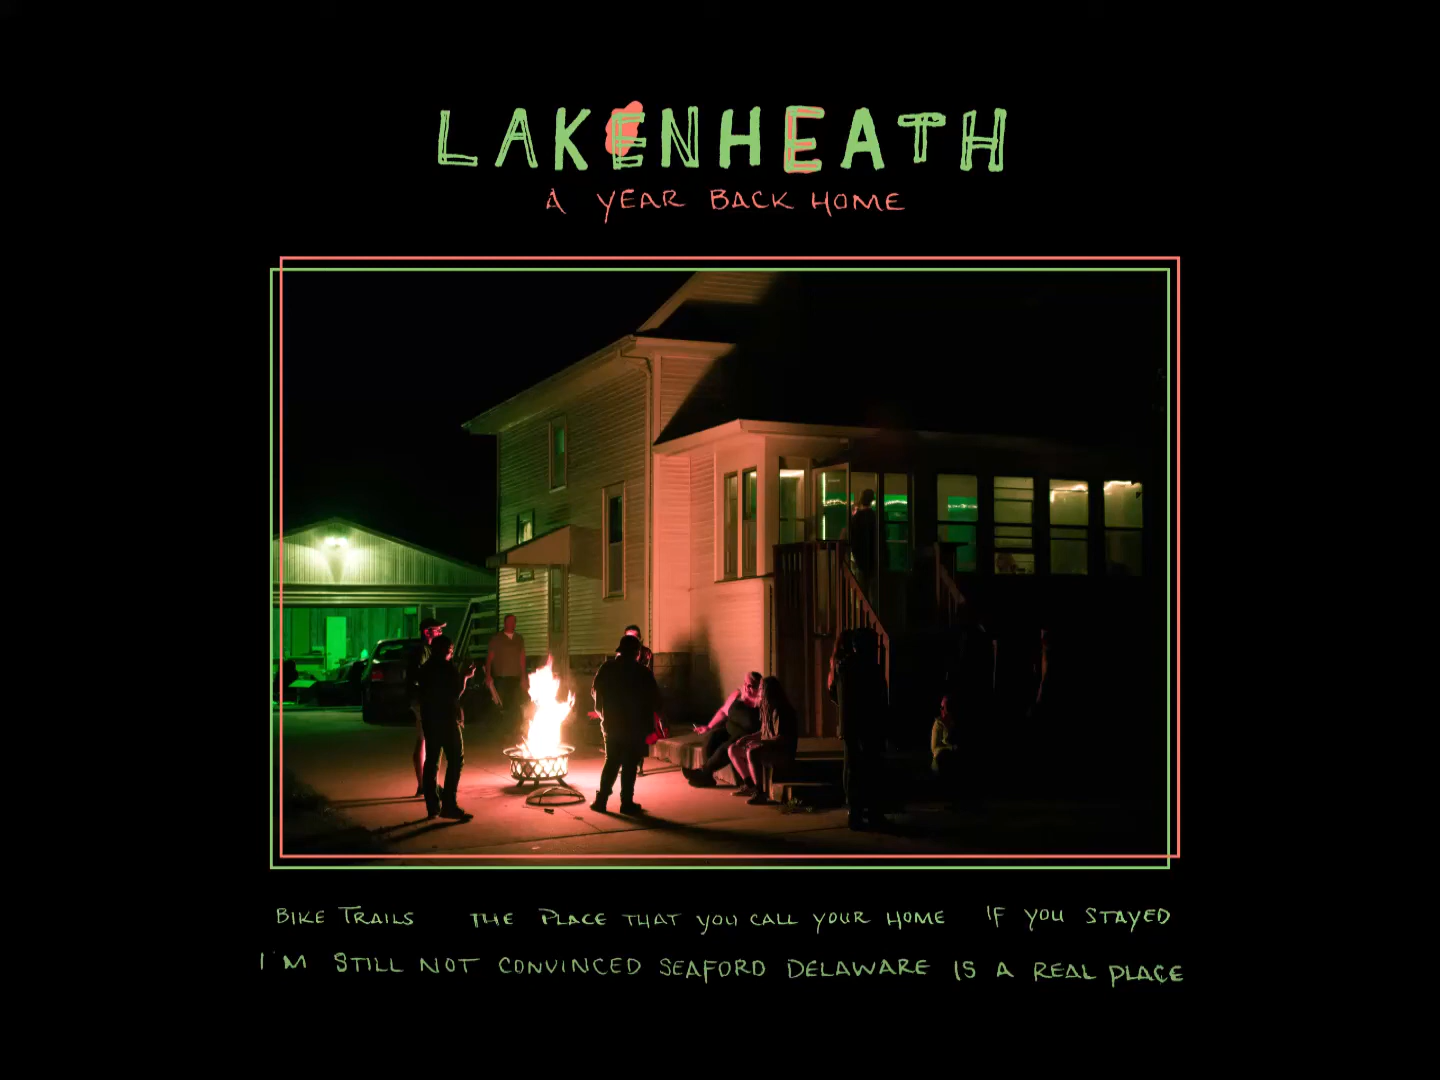 LAKENHEATH
A YEAR BACK HOME
BIKE TRAILS THE PLACE THAT YOU CALL YOUR HOME IF YOU STAYED
I'M STILL NOT CONVINCED SEAFORD DELAWARE IS A REAL PLACE